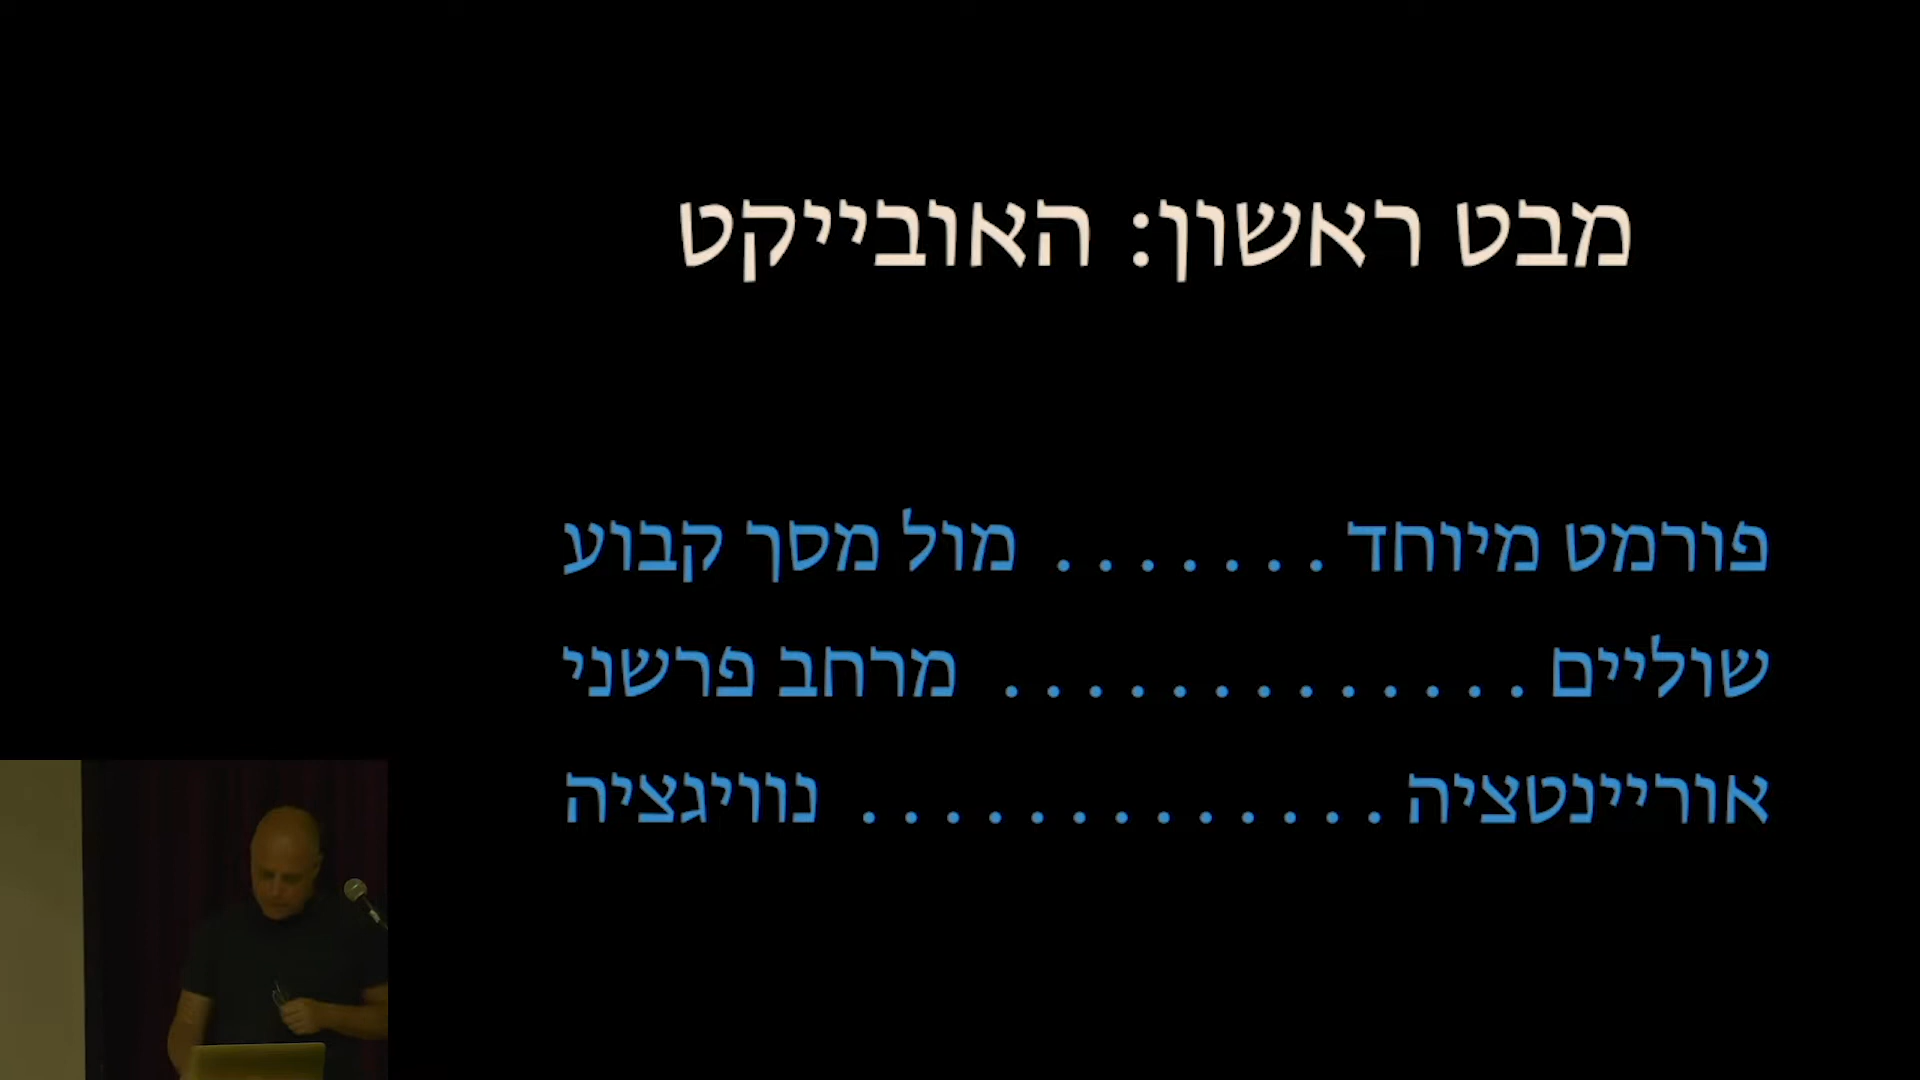 מבט ראשון: האובייקט
פורמט מיוחד . . . . . . . מול מסך קבוע
שוליים . . . . . . . . . . . . . מרחב פרשני
אוריינטציה . . . . . . . . . . . . . נוויגציה